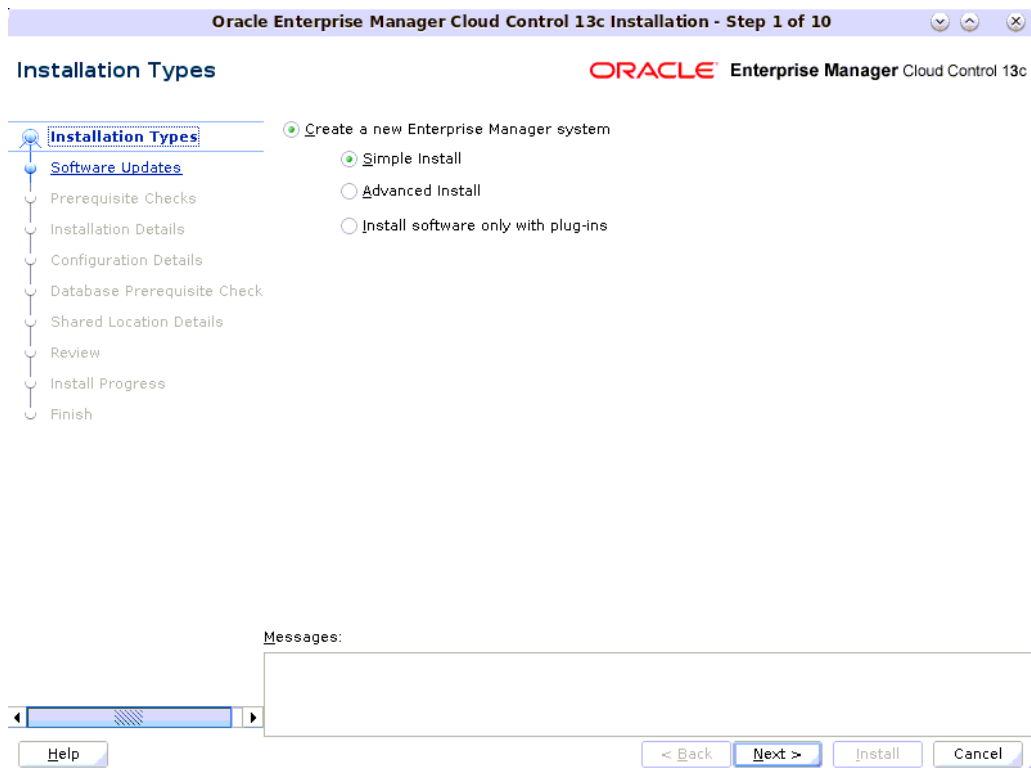 Oracle Enterprise Manager Cloud Control 13c Installation - Step 1 of 10
Installation Types
ORACLE Enterprise Manager Cloud Control 13c
Installation Types
Software Updates
Prerequisite Checks
Installation Details
Configuration Details
Database Prerequisite Check
Shared Location Details
Review
Install Progress
Finish
Create a new Enterprise Manager system
Simple Install
Advanced Install
Install software only with plug-ins
Messages:
Help
< Back
Next >
Install
Cancel